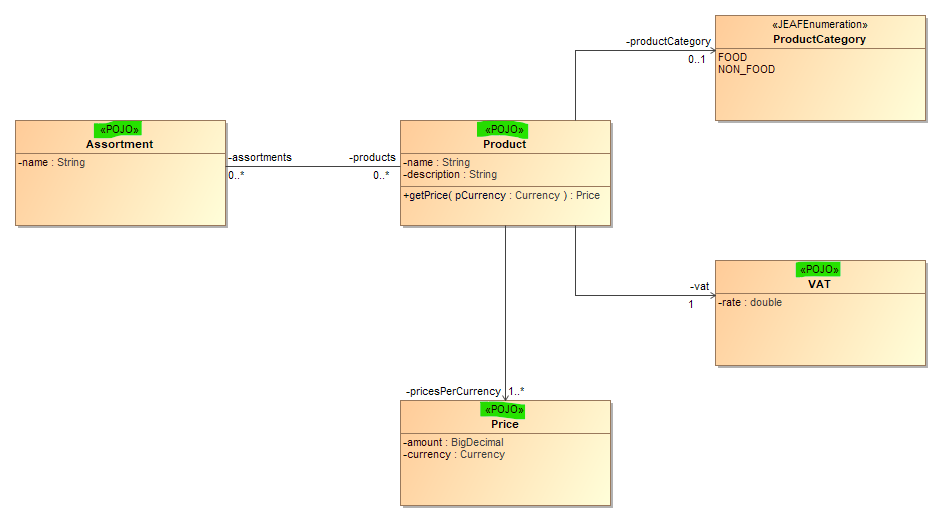 «JEAFEnumeration»
ProductCategory
FOOD
NON_FOOD
-productCategory
0..1
«POJO»
Assortment
-name : String
-assortments
0..*
-products
0..*
«POJO»
Product
-name : String
-description : String
+getPrice( pCurrency : Currency ) : Price
«POJO»
VAT
-rate : double
-vat
1
-pricesPerCurrency
1..*
«POJO»
Price
-amount : BigDecimal
-currency : Currency